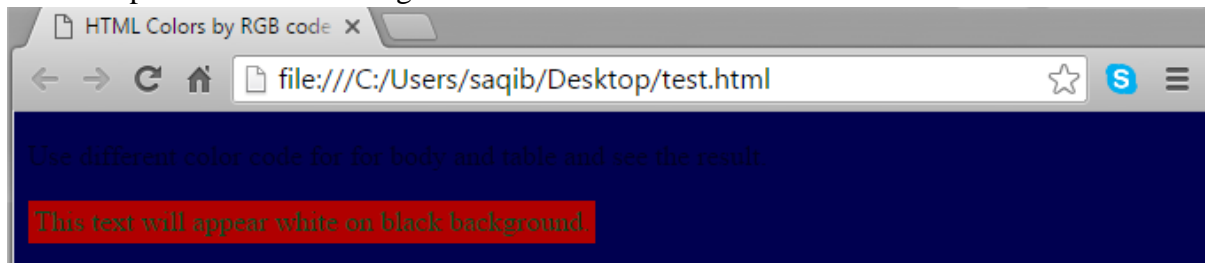 HTML Colors by RGB code
file:///C:/Users/saqib/Desktop/test.html
Use different color code for for body and table and see the result
This text will appear white on black background.